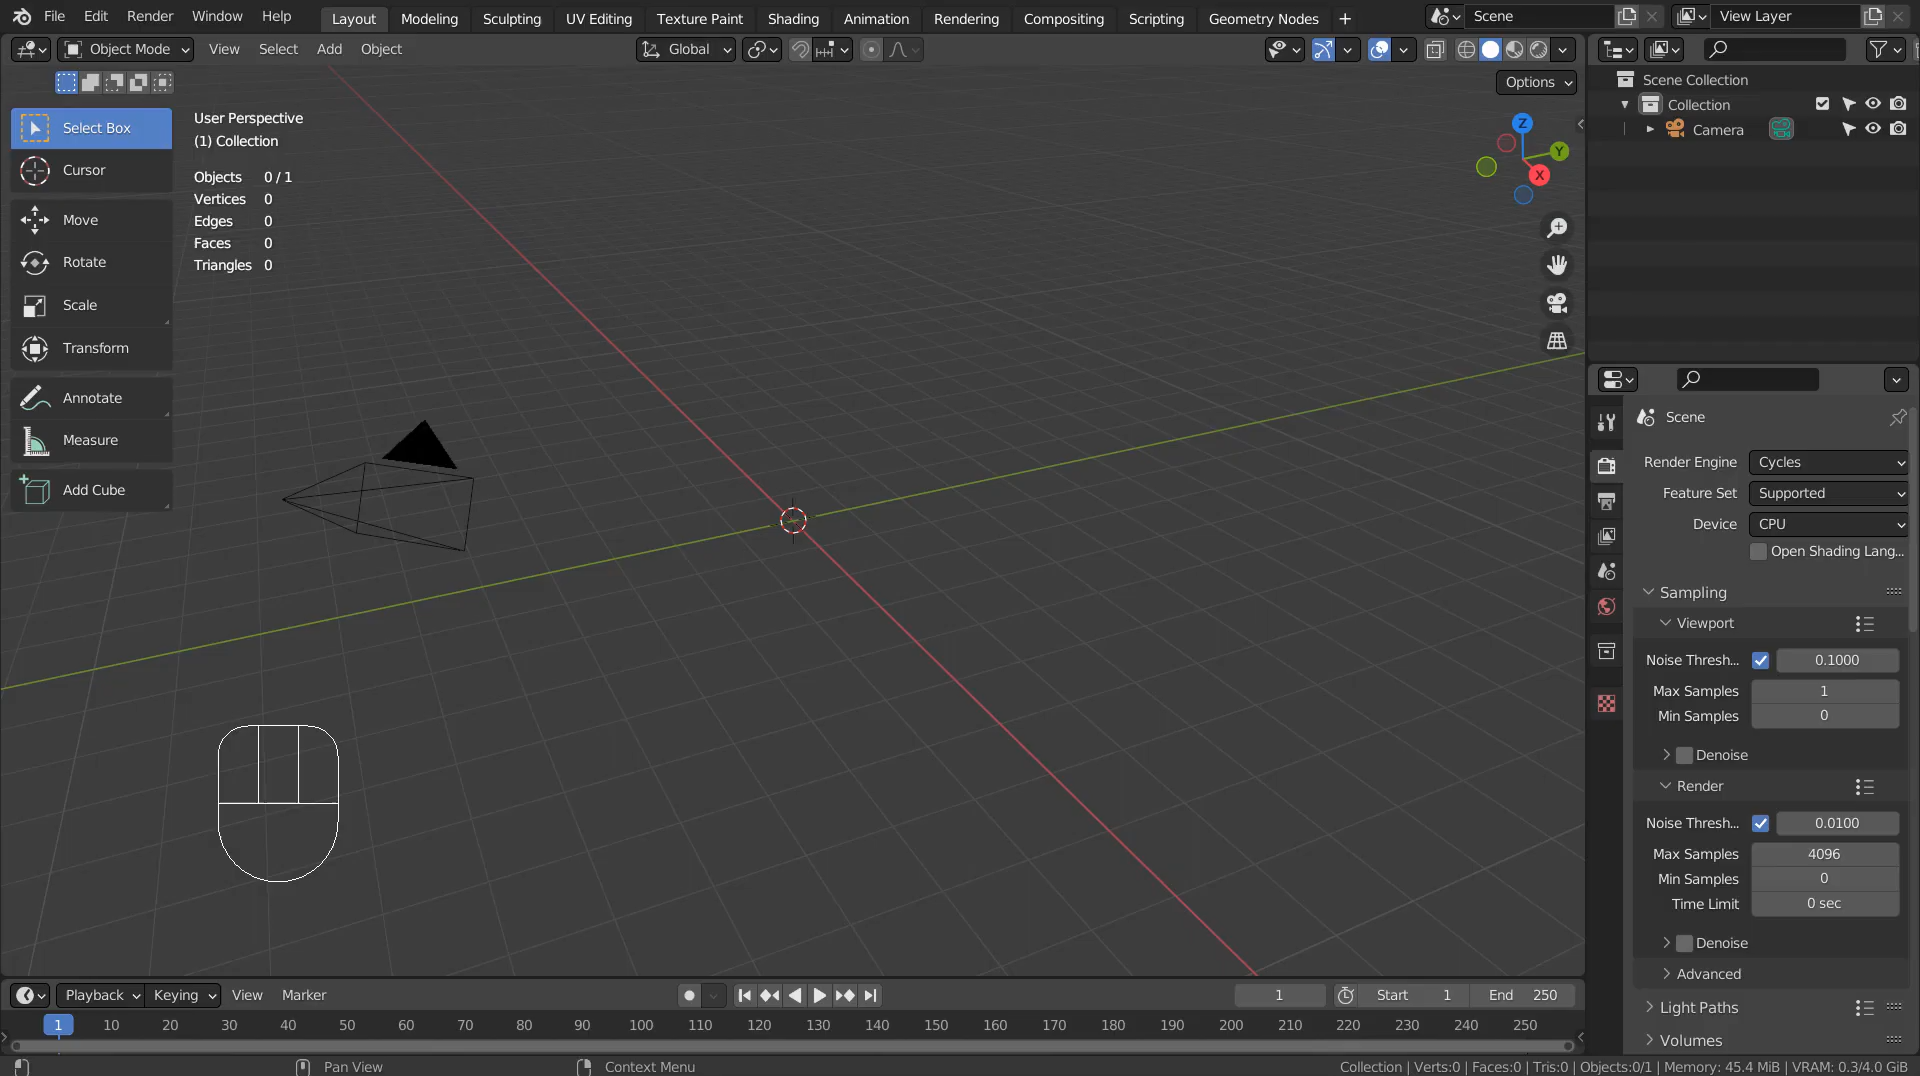 File Edit Render Window Help Layout Modeling Sculpting UV Editing Texture Paint Shading Animation Rendering Compositing Scripting Geometry Nodes + Scene View Layer
Object Mode View Select Add Object Global
Options
Select Box
Cursor
Move
Rotate
Scale
Transform
Annotate
Measure
Add Cube
User Perspective
(1) Collection
Objects 0 / 1
Vertices 0
Edges 0
Faces 0
Triangles 0
Z
Y
X
Scene Collection
Collection
Camera
Scene
Render Engine Cycles
Feature Set Supported
Device CPU
Open Shading Lang...
Sampling
Viewport
Noise Thresh... 0.1000
Max Samples 1
Min Samples 0
Denoise
Render
Noise Thresh... 0.0100
Max Samples 4096
Min Samples 0
Time Limit 0 sec
Denoise
Advanced
Light Paths
Volumes
Playback Keying View Marker 1 Start 1 End 250
1 10 20 30 40 50 60 70 80 90 100 110 120 130 140 150 160 170 180 190 200 210 220 230 240 250
Pan View Context Menu Collection | Verts:0 | Faces:0 | Tris:0 | Objects:0/1 | Memory: 45.4 MiB | VRAM: 0.3/4.0 GiB